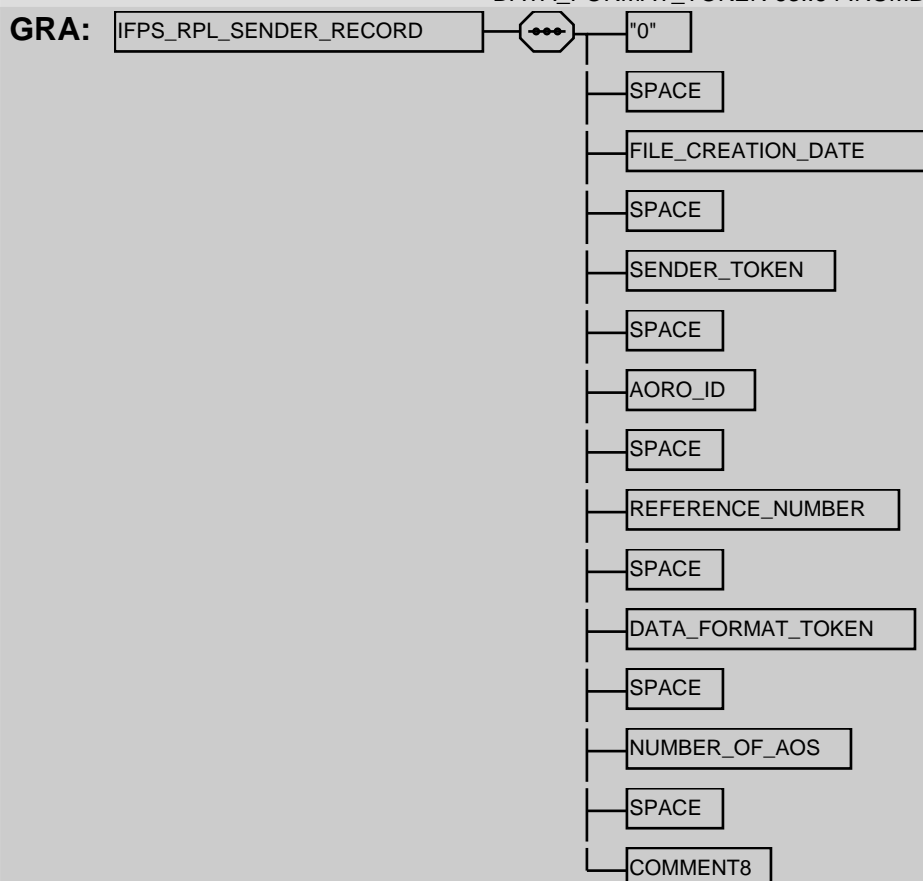 GRA: IFPS_RPL_SENDER_RECORD "0"
SPACE
FILE_CREATION_DATE
SPACE
SENDER_TOKEN
SPACE
AORO_ID
SPACE
REFERENCE_NUMBER
SPACE
DATA_FORMAT_TOKEN
SPACE
NUMBER_OF_AOS
SPACE
COMMENT8